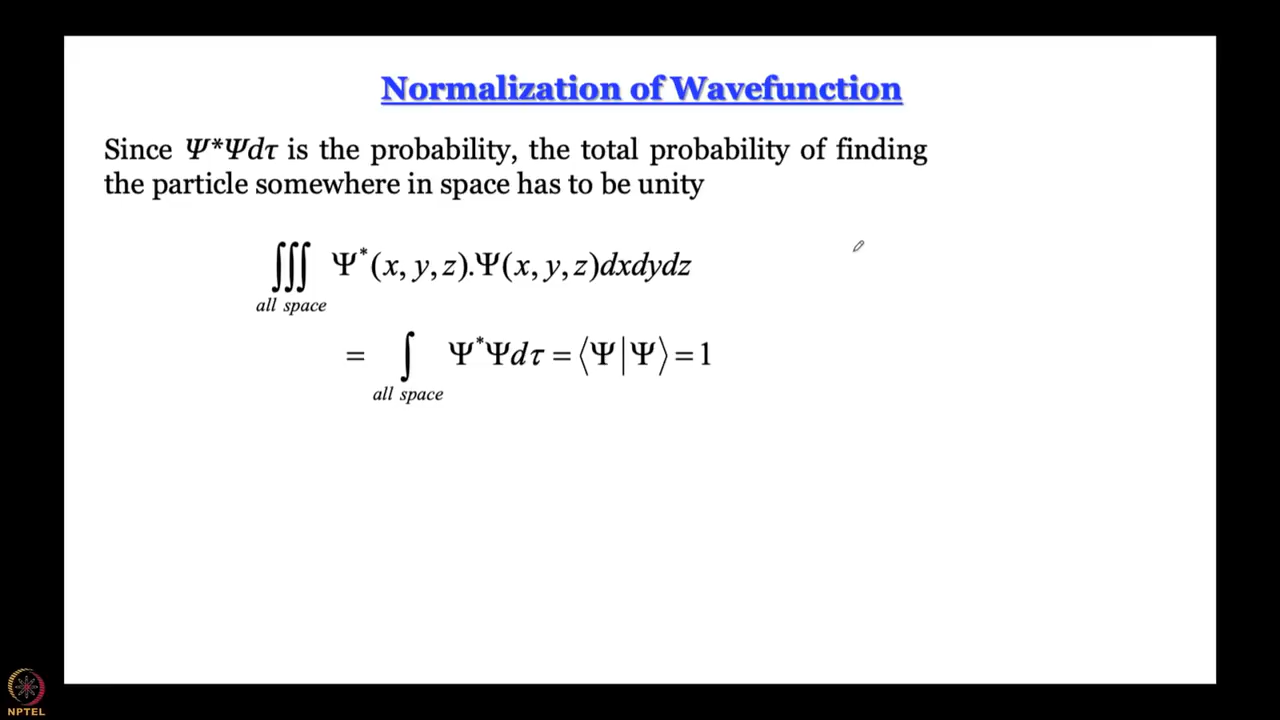 Normalization of Wavefunction
Since Ψ*Ψdτ is the probability, the total probability of finding
the particle somewhere in space has to be unity
∭ Ψ*(x, y, z).Ψ(x, y, z)dxdydz
all space
= ∫ Ψ*Ψdτ = ⟨Ψ|Ψ⟩ = 1
all space
NPTEL